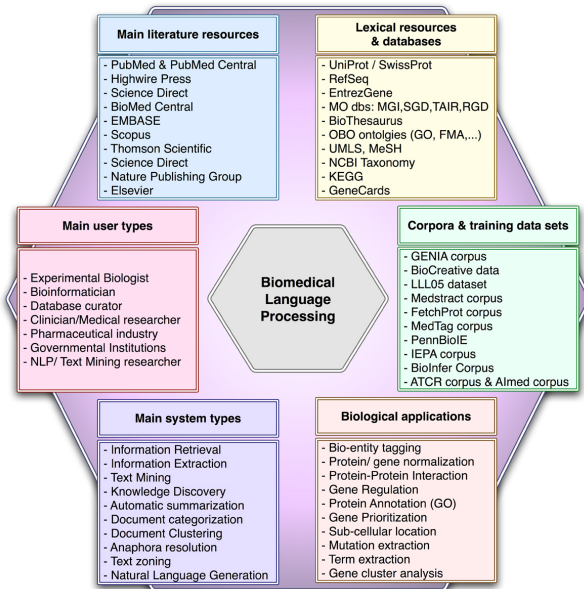 Main literature resources
- PubMed & PubMed Central
- Highwire Press
- Science Direct
- BioMed Central
- EMBASE
- Scopus
- Thomson Scientific
- Science Direct
- Nature Publishing Group
- Elsevier
Lexical resources
& databases
- UniProt / SwissProt
- RefSeq
- EntrezGene
- MO dbs: MGI,SGD,TAIR,RGD
- BioThesaurus
- OBO ontolgies (GO, FMA,...)
- UMLS, MeSH
- NCBI Taxonomy
- KEGG
- GeneCards
Main user types
- Experimental Biologist
- Bioinformatician
- Database curator
- Clinician/Medical researcher
- Pharmaceutical industry
- Governmental Institutions
- NLP/ Text Mining researcher
Biomedical
Language
Processing
Corpora & training data sets
- GENIA corpus
- BioCreative data
- LLL05 dataset
- Medstract corpus
- FetchProt corpus
- MedTag corpus
- PennBioIE
- IEPA corpus
- BioInfer Corpus
- ATCR corpus & AImed corpus
Main system types
- Information Retrieval
- Information Extraction
- Text Mining
- Knowledge Discovery
- Automatic summarization
- Document categorization
- Document Clustering
- Anaphora resolution
- Text zoning
- Natural Language Generation
Biological applications
- Bio-entity tagging
- Protein/ gene normalization
- Protein-Protein Interaction
- Gene Regulation
- Protein Annotation (GO)
- Gene Prioritization
- Sub-cellular location
- Mutation extraction
- Term extraction
- Gene cluster analysis